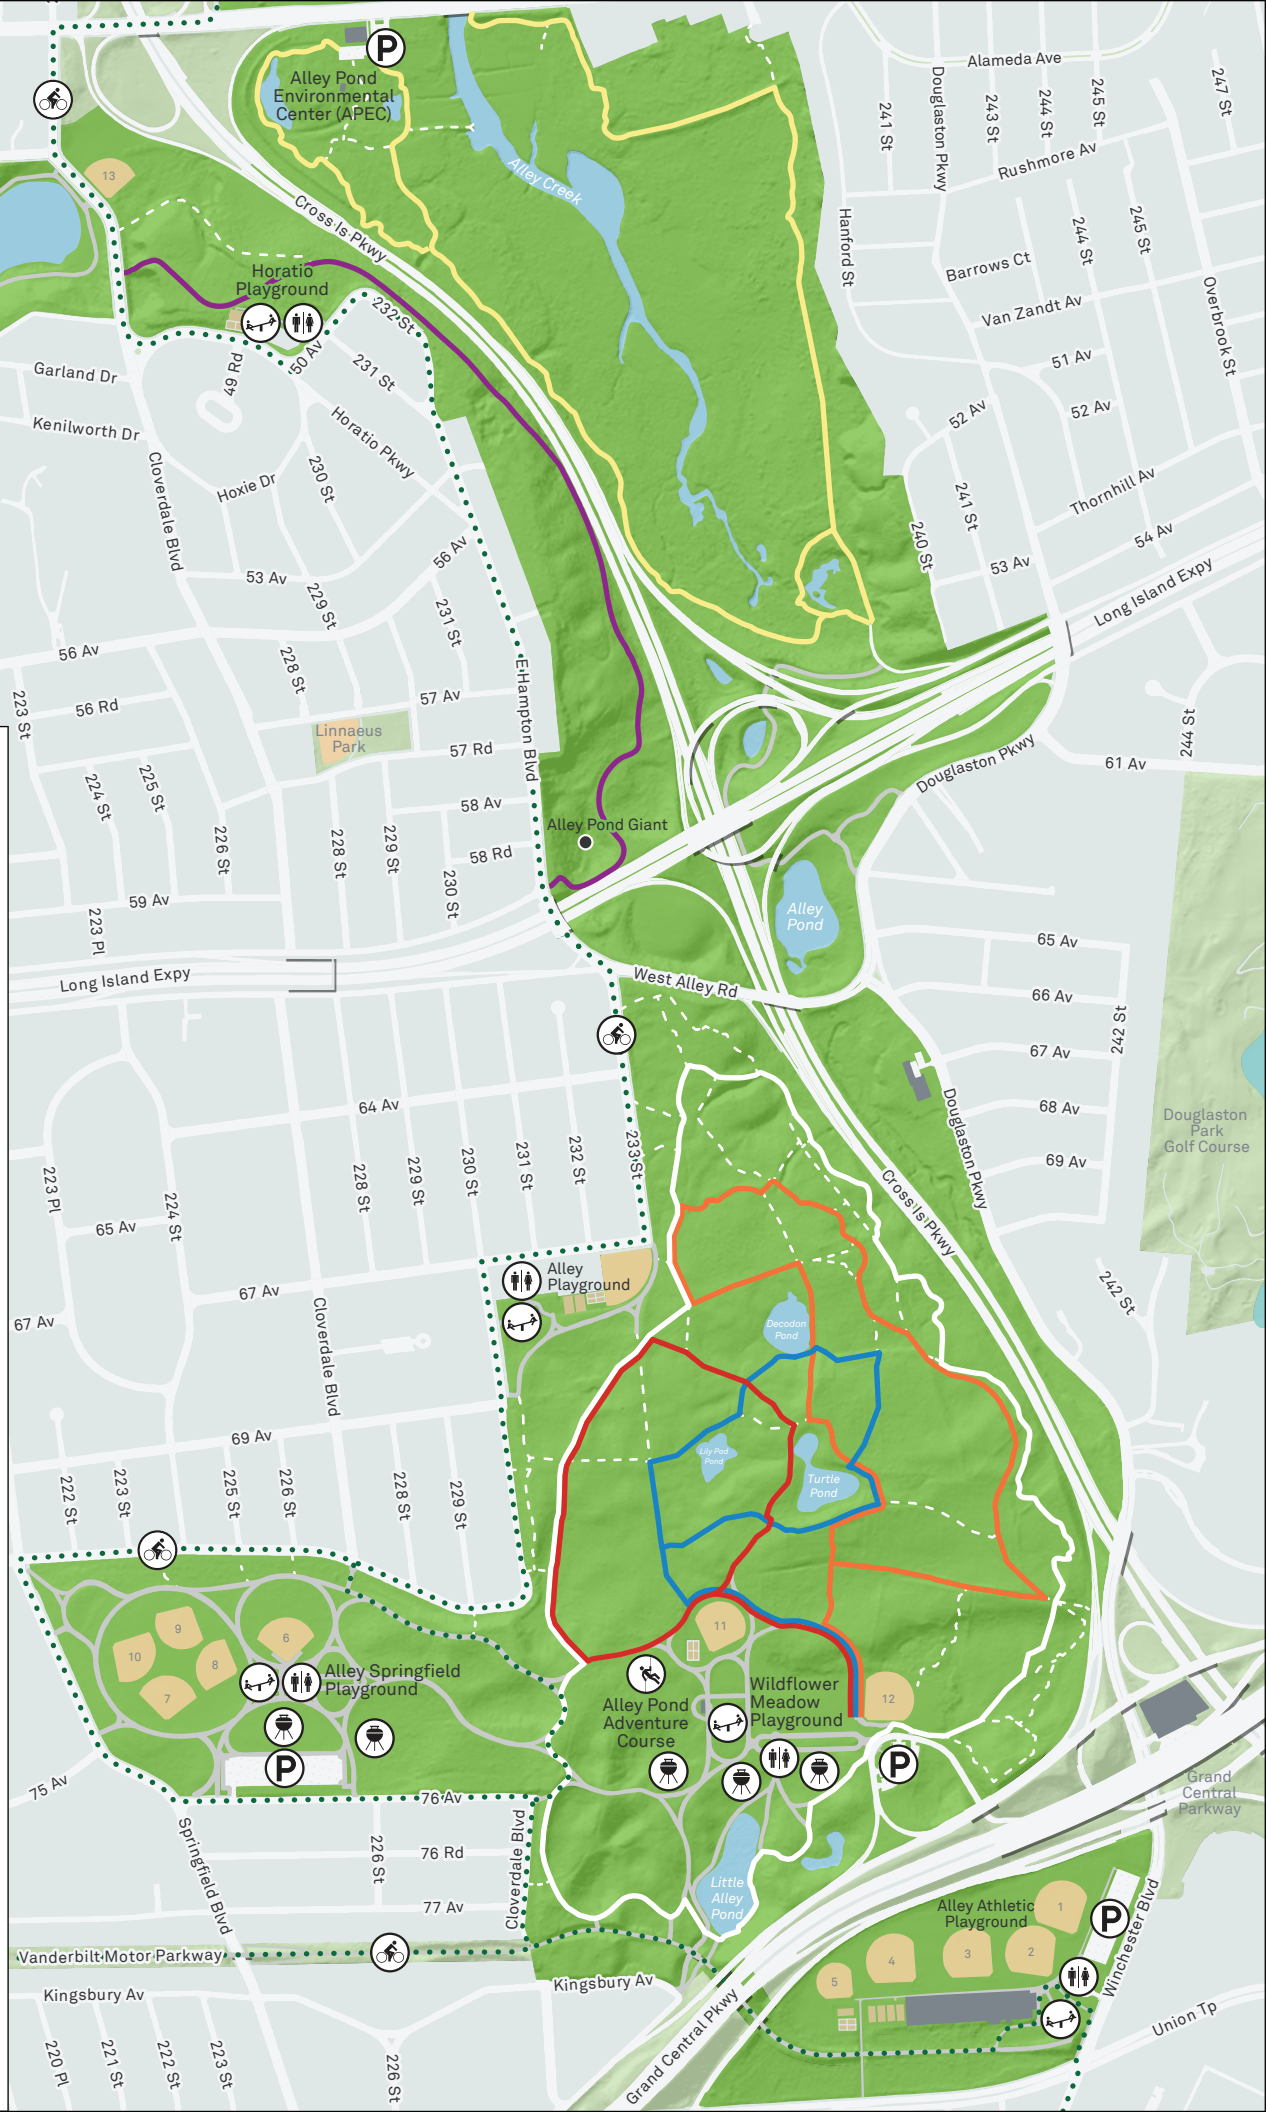 P
Alameda Ave
Alley Pond
Environmental
Center (APEC)
241 St
Douglaston Pkwy
243 St
244 St
245 St
247 St
Rushmore Av
13
Alley Creek
Cross Is Pkwy
Hanford St
244 St
245 St
Barrows Ct
Van Zandt Av
Overbrook St
Horatio
Playground
232 St
50 Av
49 Rd
231 St
Garland Dr
Kenilworth Dr
Horatio Pkwy
51 Av
52 Av
52 Av
Cloverdale Blvd
Hoxie Dr
230 St
241 St
Thornhill Av
240 St
54 Av
53 Av
56 Av
53 Av
229 St
231 St
Long Island Expy
56 Av
228 St
E Hampton Blvd
57 Av
223 St
56 Rd
Linnaeus
Park
57 Rd
244 St
61 Av
Douglaston Pkwy
224 St
225 St
58 Av
226 St
228 St
229 St
58 Rd
230 St
Alley Pond Giant
59 Av
223 Pl
Alley
Pond
65 Av
Long Island Expy
West Alley Rd
66 Av
242 St
67 Av
64 Av
68 Av
Douglaston Pkwy
Douglaston
Park
Golf Course
69 Av
223 Pl
224 St
228 St
229 St
230 St
231 St
232 St
233 St
65 Av
Cross Is Pkwy
67 Av
67 Av
Cloverdale Blvd
Alley
Playground
242 St
Decodon
Pond
69 Av
Lily Pad
Pond
Turtle
Pond
222 St
223 St
225 St
226 St
228 St
229 St
9
10
6
8
7
11
12
Alley Springfield
Playground
P
Alley Pond
Adventure
Course
Wildflower
Meadow
Playground
P
75 Av
76 Av
Grand
Central
Parkway
Springfield Blvd
226 St
76 Rd
Cloverdale Blvd
77 Av
Little
Alley
Pond
Alley Athletic
Playground
1
P
2
3
4
5
Winchester Blvd
Vanderbilt Motor Parkway
Kingsbury Av
Kingsbury Av
Grand Central Pkwy
Union Tp
220 Pl
221 St
222 St
223 St
226 St